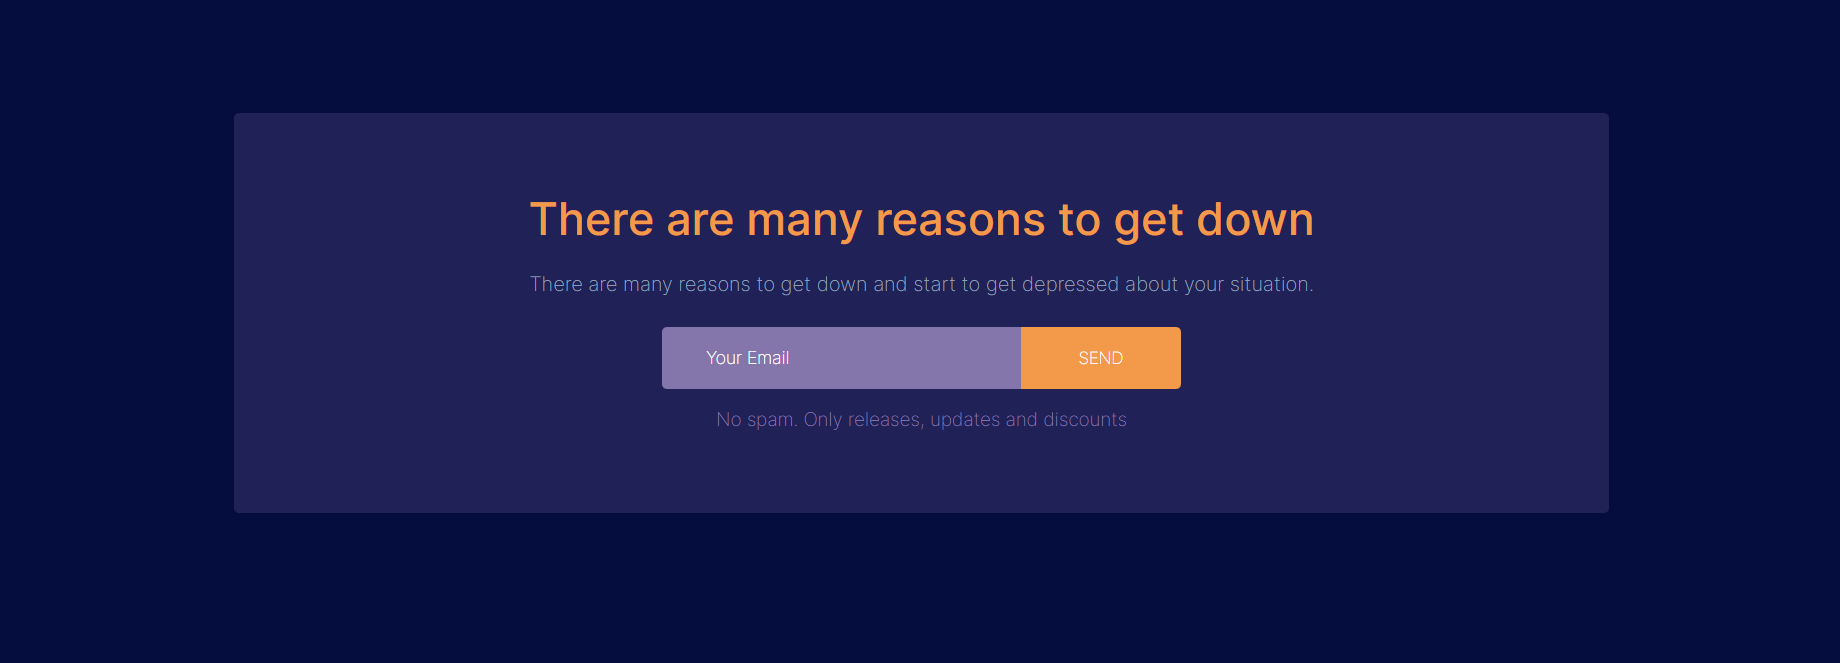 There are many reasons to get down
There are many reasons to get down and start to get depressed about your situation.
Your Email
SEND
No spam. Only releases, updates and discounts